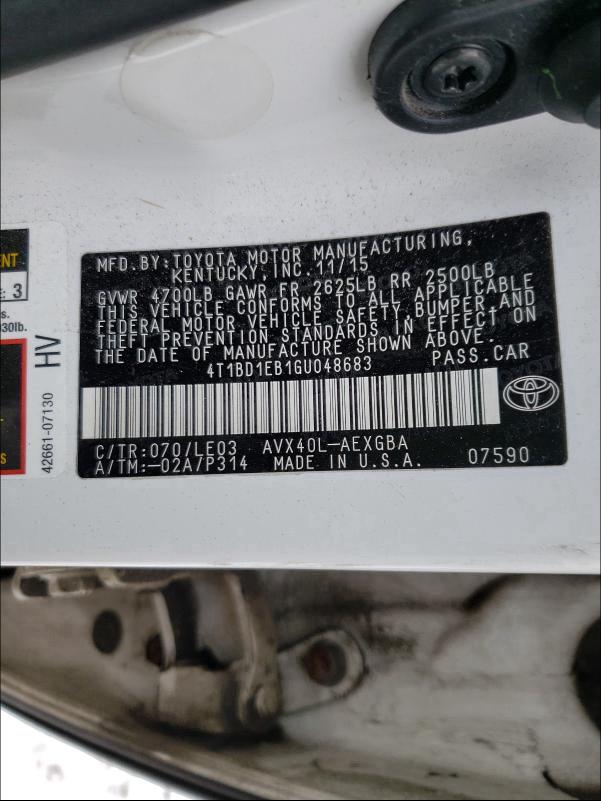 MFD. BY: TOYOTA MOTOR MANUFACTURING,
KENTUCKY, INC. 11/15
GVWR 4700LB GAWR FR 2625LB RR 2500LB
THIS VEHICLE CONFORMS TO ALL APPLICABLE
FEDERAL MOTOR VEHICLE SAFETY, BUMPER, AND
THEFT PREVENTION STANDARDS IN EFFECT ON
THE DATE OF MANUFACTURE SHOWN ABOVE.
4T1BD1EB1GU048683 PASS. CAR
C/TR: 070/LE03 AVX40L-AEXGBA
A/TM: -02A/P314 MADE IN U.S.A. 07590
ENT
E: 3
s.
930lb.
HV
42661-07130
S